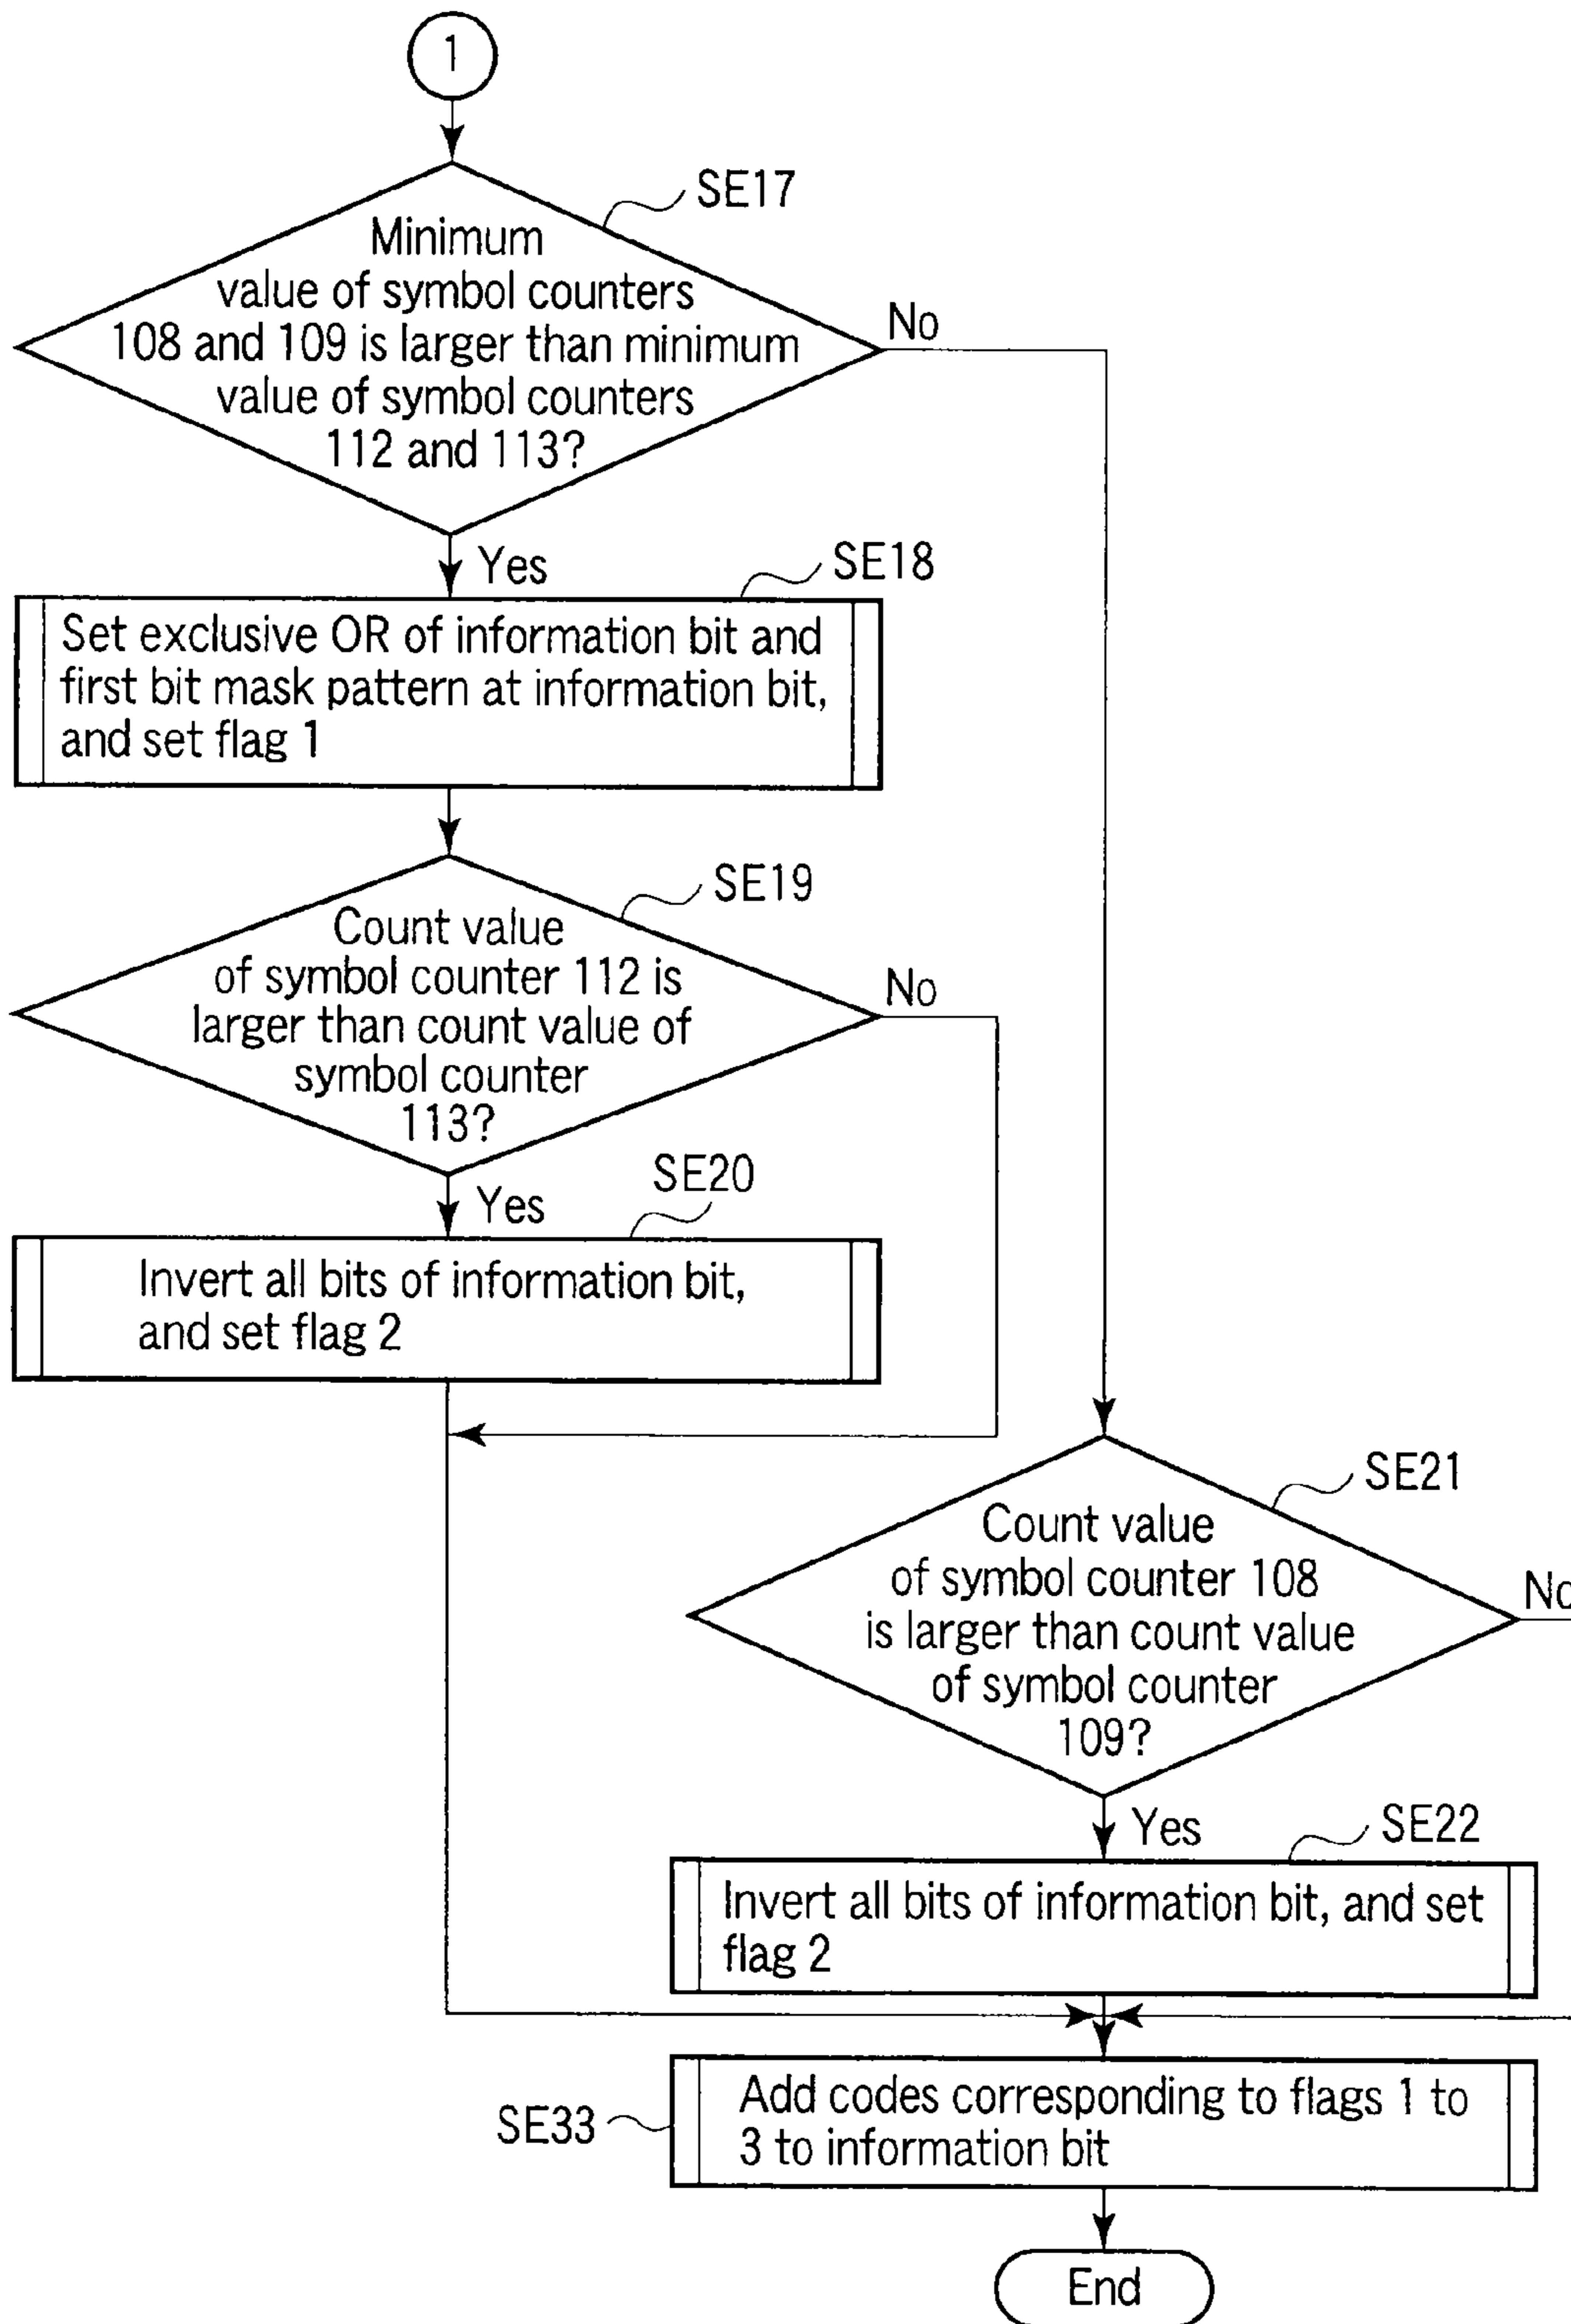 1
SE17
Minimum
value of symbol counters
108 and 109 is larger than minimum
value of symbol counters
112 and 113?
No
Yes
SE18
Set exclusive OR of information bit and
first bit mask pattern at information bit,
and set flag 1
SE19
Count value
of symbol counter 112 is
larger than count value of
symbol counter
113?
No
Yes
SE20
Invert all bits of information bit,
and set flag 2
SE21
Count value
of symbol counter 108
is larger than count value
of symbol counter
109?
No
Yes
SE22
Invert all bits of information bit, and set
flag 2
SE33
Add codes corresponding to flags 1 to
3 to information bit
End